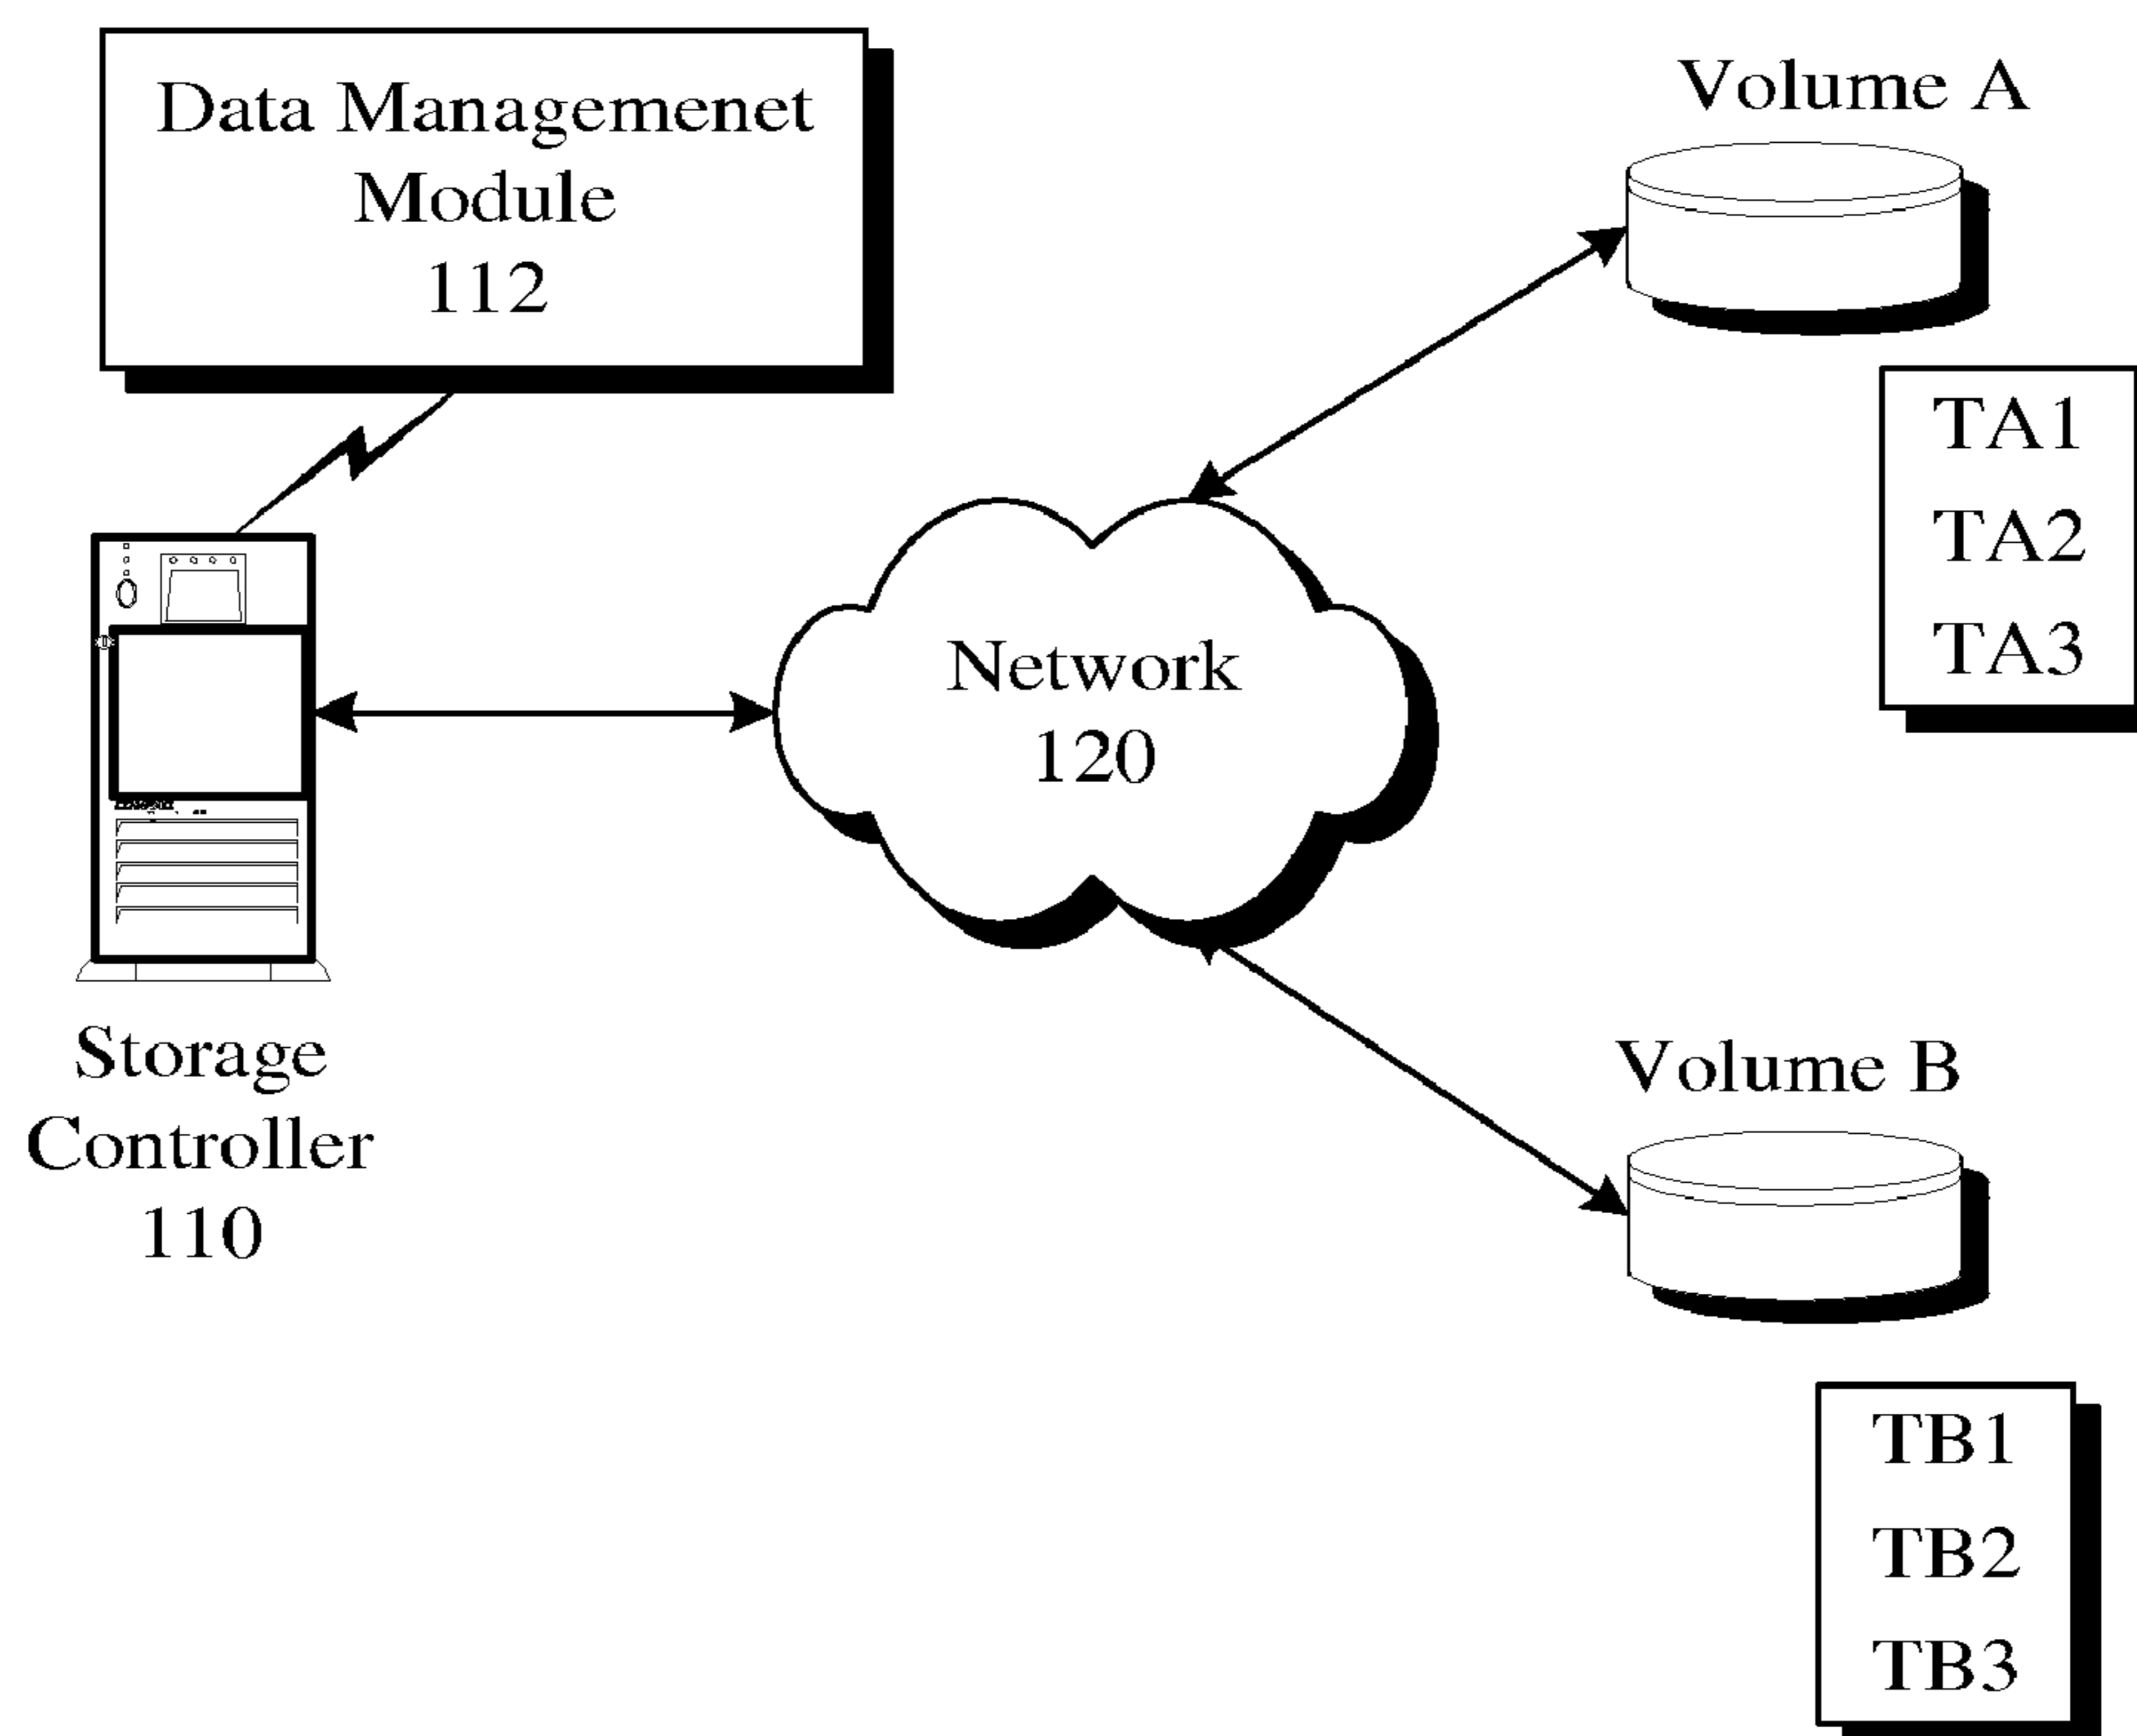 Data Managemenet
Module
112
Volume A
TA1
TA2
TA3
Network
120
Storage
Controller
110
Volume B
TB1
TB2
TB3